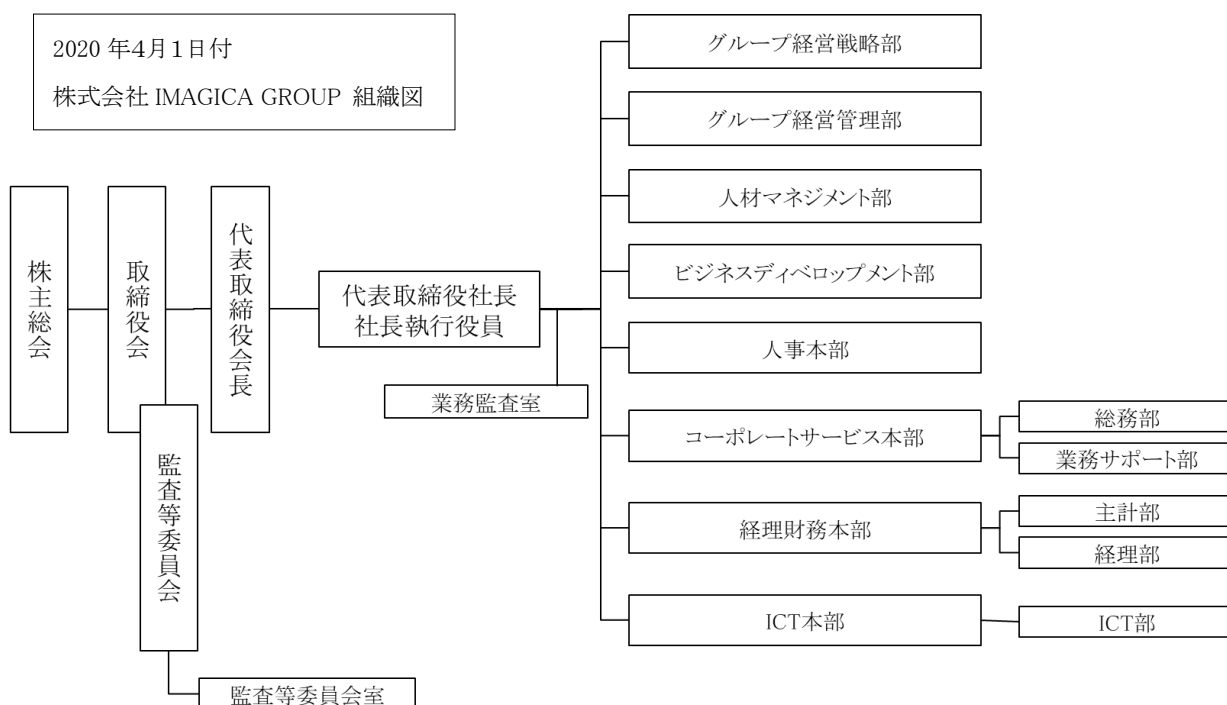 2020 年4月1日付
株式会社 IMAGICA GROUP 組織図
株主総会
取締役会
代表取締役会長
代表取締役社長
社長執行役員
業務監査室
監査等委員会
監査等委員会室
グループ経営戦略部
グループ経営管理部
人材マネジメント部
ビジネスディベロップメント部
人事本部
コーポレートサービス本部
総務部
業務サポート部
経理財務本部
主計部
経理部
ICT本部
ICT部